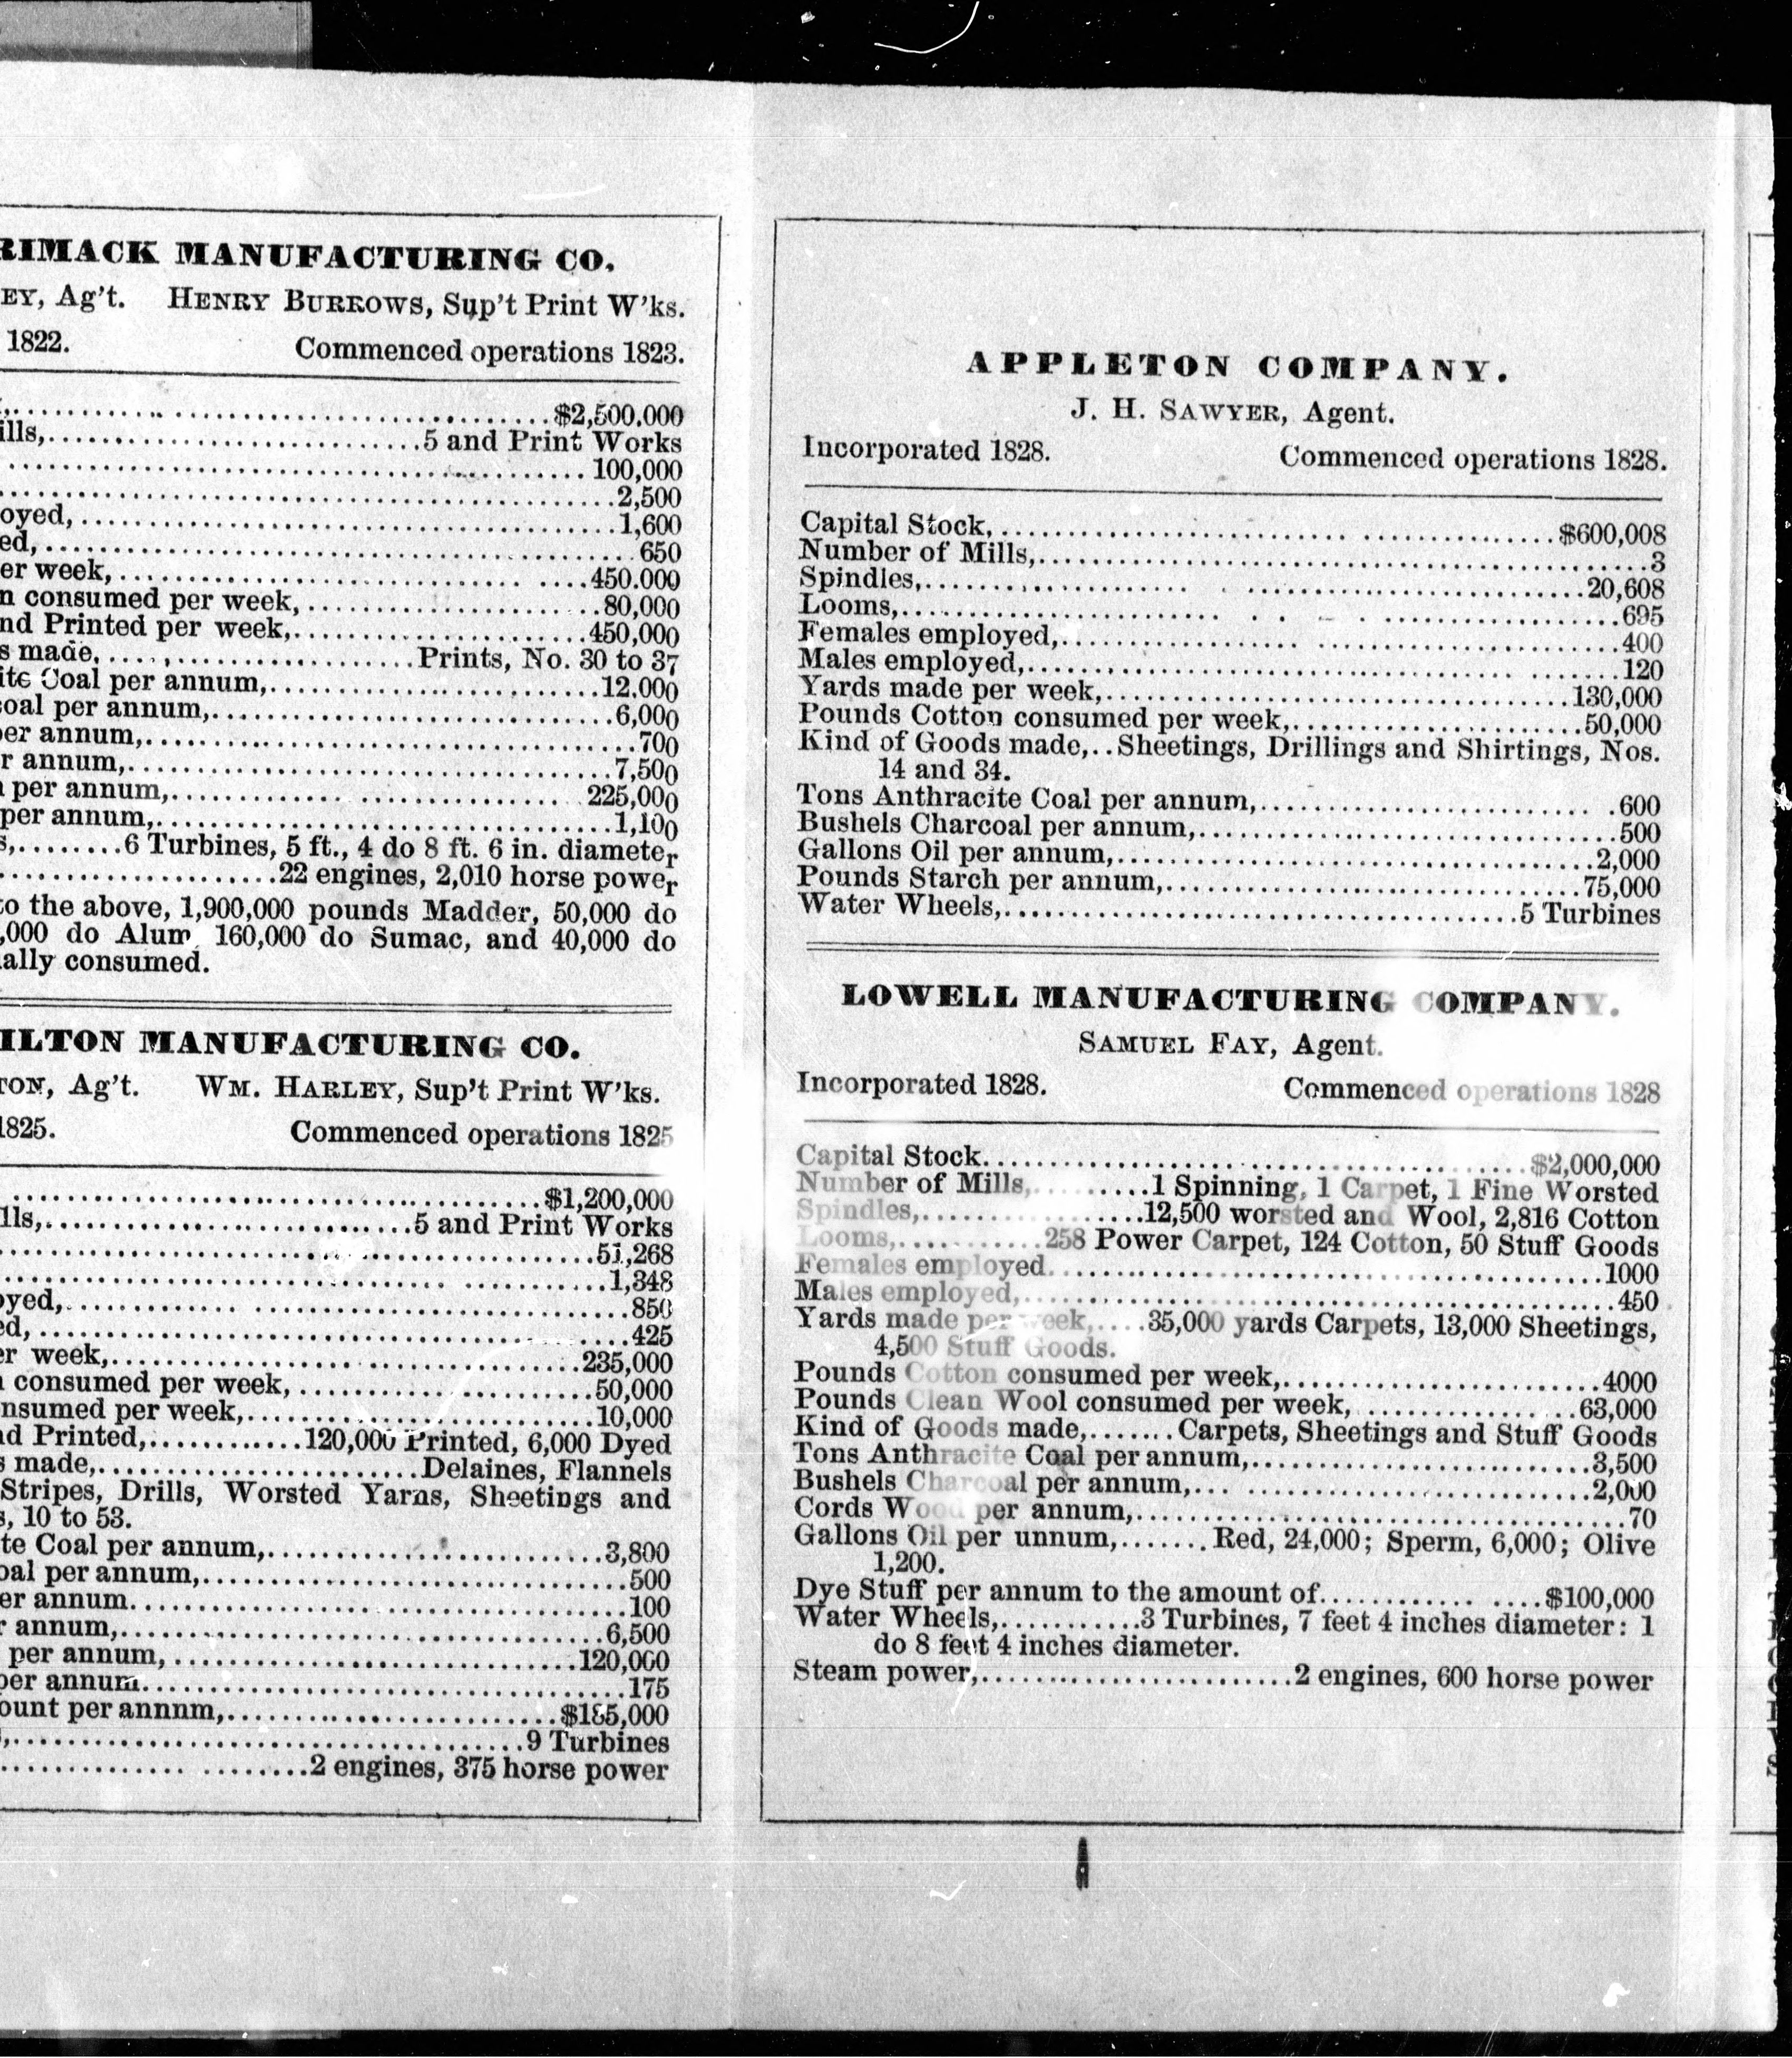 RIMACK MANUFACTURING CO.
EY, Ag't. HENRY BURROWS, Sup't Print W'ks.
1822. Commenced operations 1823.
$2,500,000
ills, 5 and Print Works
100,000
2,500
oyed, 1,600
ed, 650
er week, 450.000
n consumed per week, 80,000
nd Printed per week, 450,000
s made, Prints, No. 30 to 37
ite Coal per annum, 12,000
oal per annum, 6,000
er annum, 700
r annum, 7,500
per annum, 225,000
per annum, 1,100
s, 6 Turbines, 5 ft., 4 do 8 ft. 6 in. diameter
22 engines, 2,010 horse power
to the above, 1,900,000 pounds Madder, 50,000 do
,000 do Alum 160,000 do Sumac, and 40,000 do
ally consumed.
ILTON MANUFACTURING CO.
TON, Ag't. WM. HARLEY, Sup't Print W'ks.
1825. Commenced operations 1825
$1,200,000
lls, 5 and Print Works
51,268
1,348
oyed, 850
ed, 425
er week, 235,000
consumed per week, 50,000
nsumed per week, 10,000
nd Printed, 120,000 Printed, 6,000 Dyed
s made, Delaines, Flannels
Stripes, Drills, Worsted Yarns, Sheetings and
s, 10 to 53.
te Coal per annum, 3,800
oal per annum, 500
er annum 100
r annum, 6,500
per annum, 120,000
per annum 175
ount per annnm,
9 Turbines
2 engines, 375 horse power
APPLETON COMPANY.
J. H. SAWYER, Agent.
Incorporated 1828. Commenced operations 1828.
Capital Stock, $600,008
Number of Mills, 3
Spindles, 20,608
Looms, 695
Females employed, 400
Males employed, 120
Yards made per week, 130,000
Pounds Cotton consumed per week, 50,000
Kind of Goods made, Sheetings, Drillings and Shirtings, Nos.
14 and 34.
Tons Anthracite Coal per annum, 600
Bushels Charcoal per annum, 500
Gallons Oil per annum, 2,000
Pounds Starch per annum, 75,000
Water Wheels, 5 Turbines
LOWELL MANUFACTURING COMPANY.
SAMUEL FAY, Agent.
Incorporated 1828. Commenced operations 1828
Capital Stock $2,000,000
Number of Mills, 1 Spinning, 1 Carpet, 1 Fine Worsted
Spindles, 12,500 worsted and Wool, 2,816 Cotton
Looms, 258 Power Carpet, 124 Cotton, 50 Stuff Goods
Females employed 1000
Males employed, 450
Yards made per week, 35,000 yards Carpets, 13,000 Sheetings,
4,500 Stuff Goods.
Pounds Cotton consumed per week, 4000
Pounds Clean Wool consumed per week, 63,000
Kind of Goods made, Carpets, Sheetings and Stuff Goods
Tons Anthracite Coal per annum, 3,500
Bushels Charcoal per annum, 2,000
Cords Wood per annum, 70
Gallons Oil per unnum, Red, 24,000; Sperm, 6,000; Olive
1,200.
Dye Stuff per annum to the amount of $100,000
Water Wheels, 3 Turbines, 7 feet 4 inches diameter: 1
do 8 feet 4 inches diameter.
Steam power, 2 engines, 600 horse power